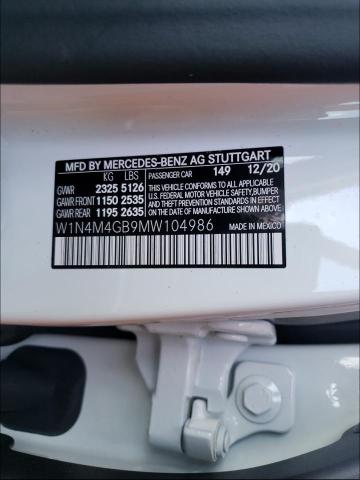 MFD BY MERCEDES-BENZ AG STUTTGART
KG LBS PASSENGER CAR 149 12/20
GVWR 2325 5126 THIS VEHICLE CONFORMS TO ALL APPLICABLE
GAWR FRONT 1150 2535 U.S. FEDERAL MOTOR VEHICLE SAFETY, BUMPER
GAWR REAR 1195 2635 AND THEFT PREVENTION STANDARDS IN EFFECT ON THE DATE OF MANUFACTURE SHOWN ABOVE.
W1N4M4GB9MW104986 MADE IN MEXICO